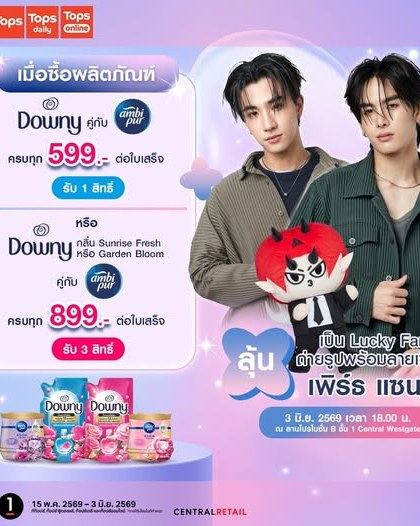 Tops
Tops daily
Tops online
เมื่อซื้อผลิตภัณฑ์
Downy คู่กับ ambi pur
ครบทุก 599.- ต่อใบเสร็จ
รับ 1 สิทธิ์
หรือ
Downy กลิ่น Sunrise Fresh
หรือ Garden Bloom
คู่กับ ambi pur
ครบทุก 899.- ต่อใบเสร็จ
รับ 3 สิทธิ์
ลุ้น
เป็น Lucky Fan
ถ่ายรูปพร้อมลายเ
เพิร์ธ แซน
3 มิ.ย. 2569 เวลา 18.00 น.
ณ ลานโปรโมชั่น B ชั้น 1 Central Westgate
Downy
Downy
1
15 พ.ค. 2569 – 3 มิ.ย. 2569
CENTRALRETAIL